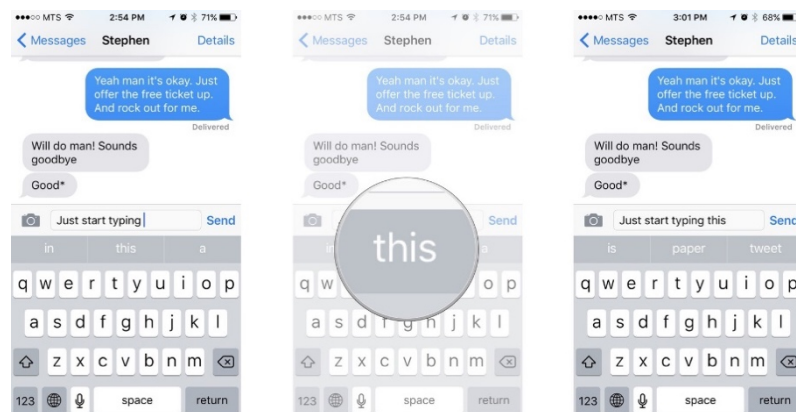 MTS 2:54 PM 71%
Messages Stephen Details
Yeah man it's okay. Just
offer the free ticket up.
And rock out for me.
Delivered
Will do man! Sounds
goodbye
Good*
Just start typing Send
in this a
q w e r t y u i o p
a s d f g h j k l
z x c v b n m
123 space return
MTS 2:54 PM 71%
Messages Stephen Details
Yeah man it's okay. Just
offer the free ticket up.
And rock out for me.
Delivered
Will do man! Sounds
goodbye
Good*
Send
this
q w o p
a s d f g h j k l
z x c v b n m
123 space return
MTS 3:01 PM 68%
Messages Stephen Details
Yeah man it's okay. Just
offer the free ticket up.
And rock out for me.
Delivered
Will do man! Sounds
goodbye
Good*
Just start typing this Send
is paper tweet
q w e r t y u i o p
a s d f g h j k l
z x c v b n m
123 space return